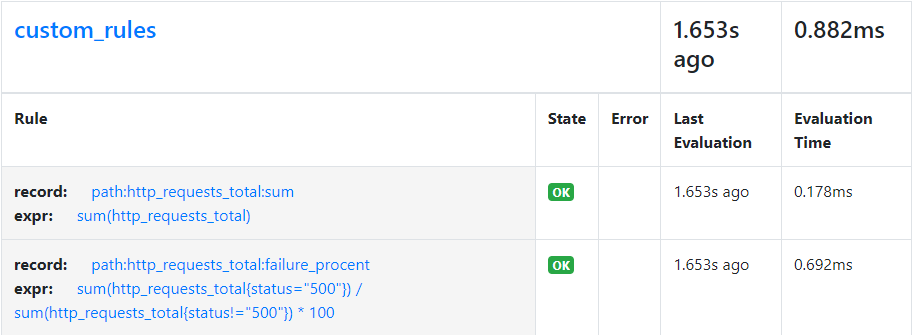 custom_rules 1.653s 0.882ms
ago
Rule State Error Last Evaluation
Evaluation Time
record: path:http_requests_total:sum OK 1.653s ago 0.178ms
expr: sum(http_requests_total)
record: path:http_requests_total:failure_procent OK 1.653s ago 0.692ms
expr: sum(http_requests_total{status="500"}) /
sum(http_requests_total{status!="500"}) * 100